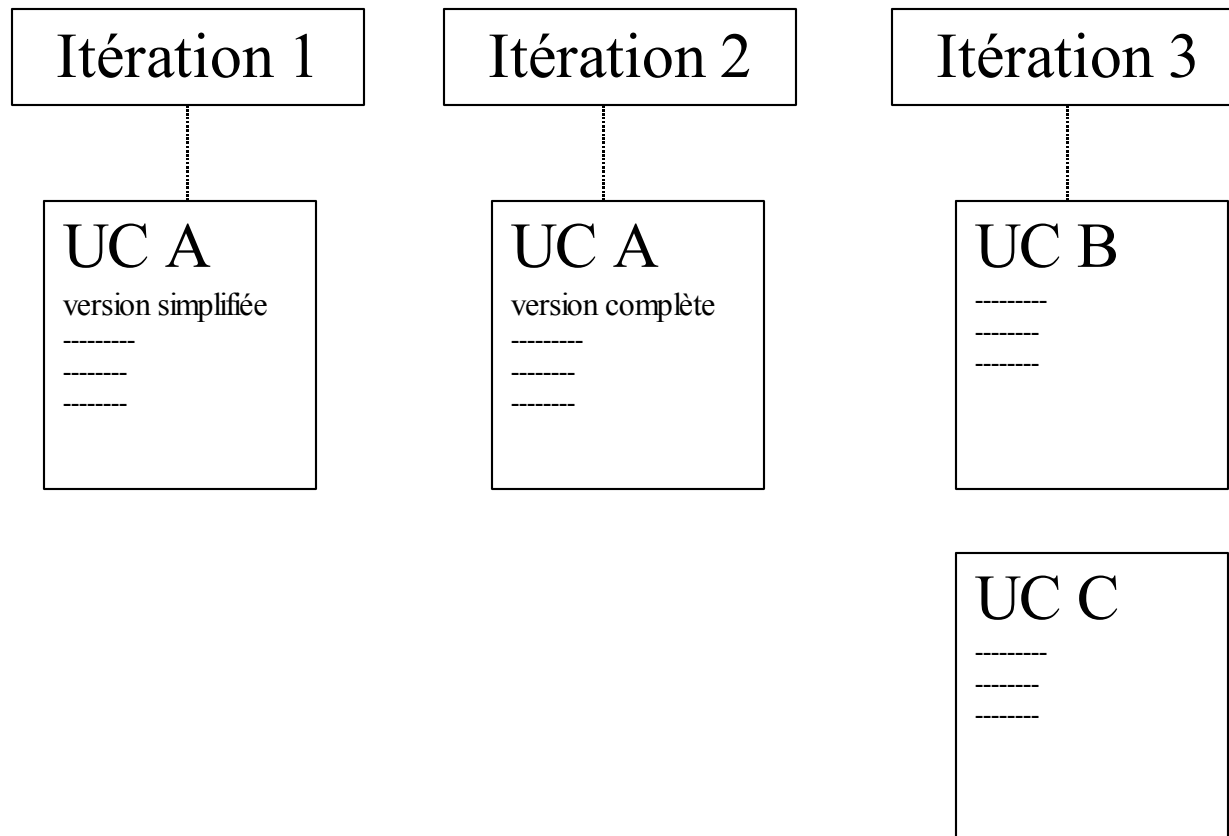 Itération 1
Itération 2
Itération 3
UC A
version simplifiée
---------
--------
--------
UC A
version complète
---------
--------
--------
UC B
---------
--------
--------
UC C
---------
--------
--------